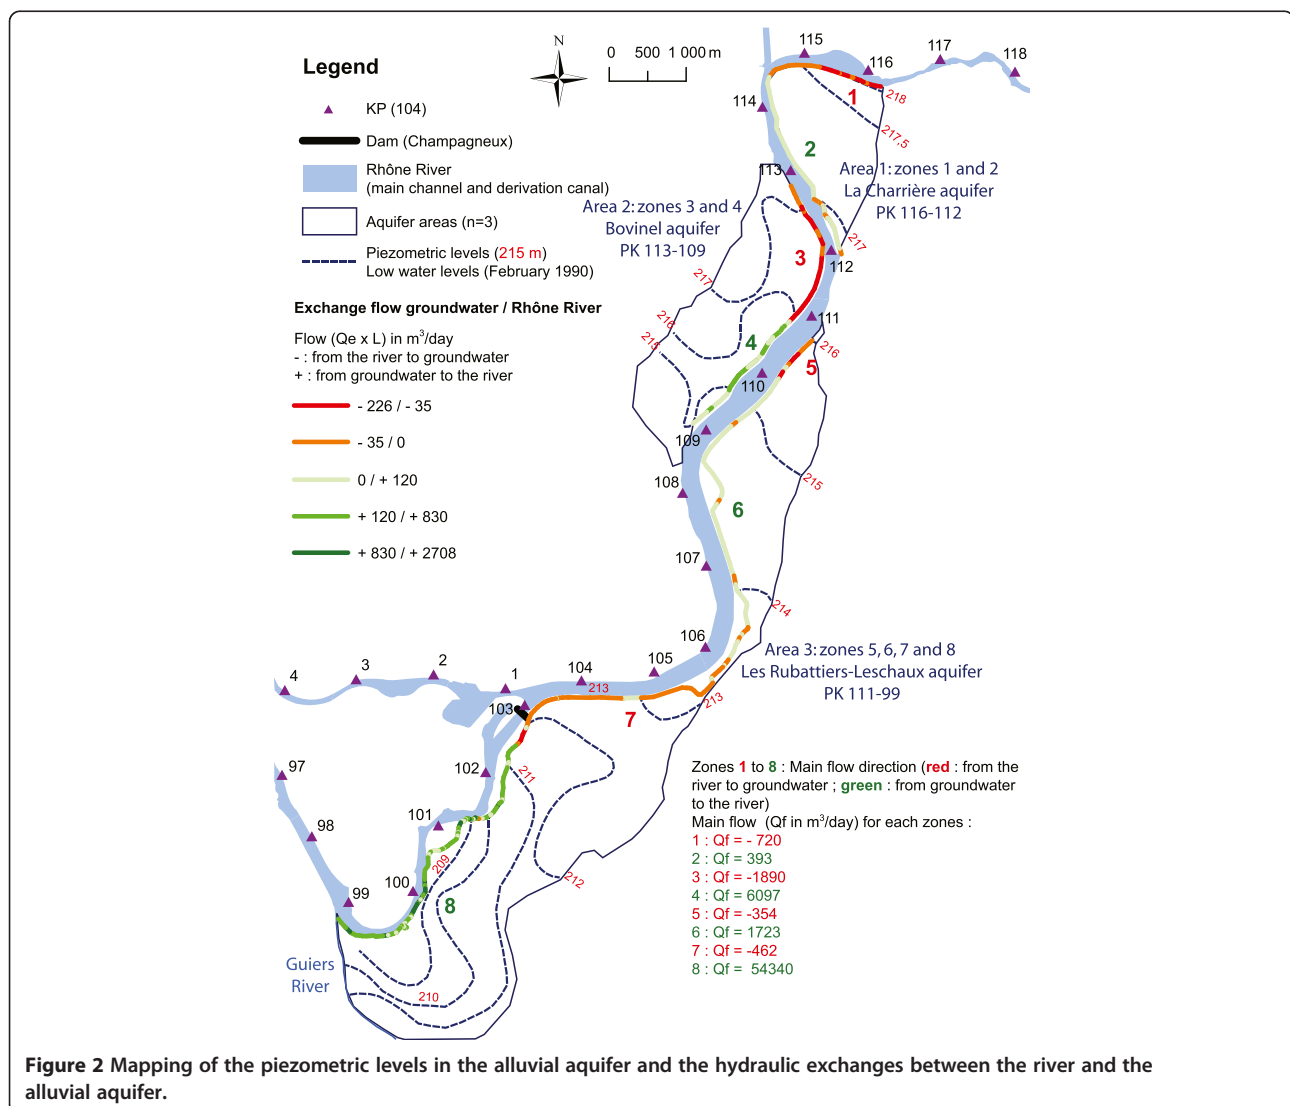 Legend
KP (104)
Dam (Champagneux)
Rhône River
(main channel and derivation canal)
Aquifer areas (n=3)
Piezometric levels (215 m)
Low water levels (February 1990)
Exchange flow groundwater / Rhône River
Flow (Qe x L) in m³/day
- : from the river to groundwater
+ : from groundwater to the river
- 226 / - 35
- 35 / 0
0 / + 120
+ 120 / + 830
+ 830 / + 2708
N
0 500 1 000 m
115
116
117
118
1
218
114
217,5
2
113
Area 1: zones 1 and 2
La Charrière aquifer
PK 116-112
Area 2: zones 3 and 4
Bovinel aquifer
PK 113-109
217
3
112
217
111
216
4
216
215
5
110
109
215
108
6
107
214
106
Area 3: zones 5, 6, 7 and 8
Les Rubattiers-Leschaux aquifer
PK 111-99
105
104
213
213
1
2
3
4
103
7
102
211
97
101
98
209
212
100
99
8
Guiers
River
210
Zones 1 to 8 : Main flow direction (red : from the
river to groundwater ; green : from groundwater
to the river)
Main flow (Qf in m³/day) for each zones :
1 : Qf = - 720
2 : Qf = 393
3 : Qf = -1890
4 : Qf = 6097
5 : Qf = -354
6 : Qf = 1723
7 : Qf = -462
8 : Qf = 54340
Figure 2 Mapping of the piezometric levels in the alluvial aquifer and the hydraulic exchanges between the river and the
alluvial aquifer.